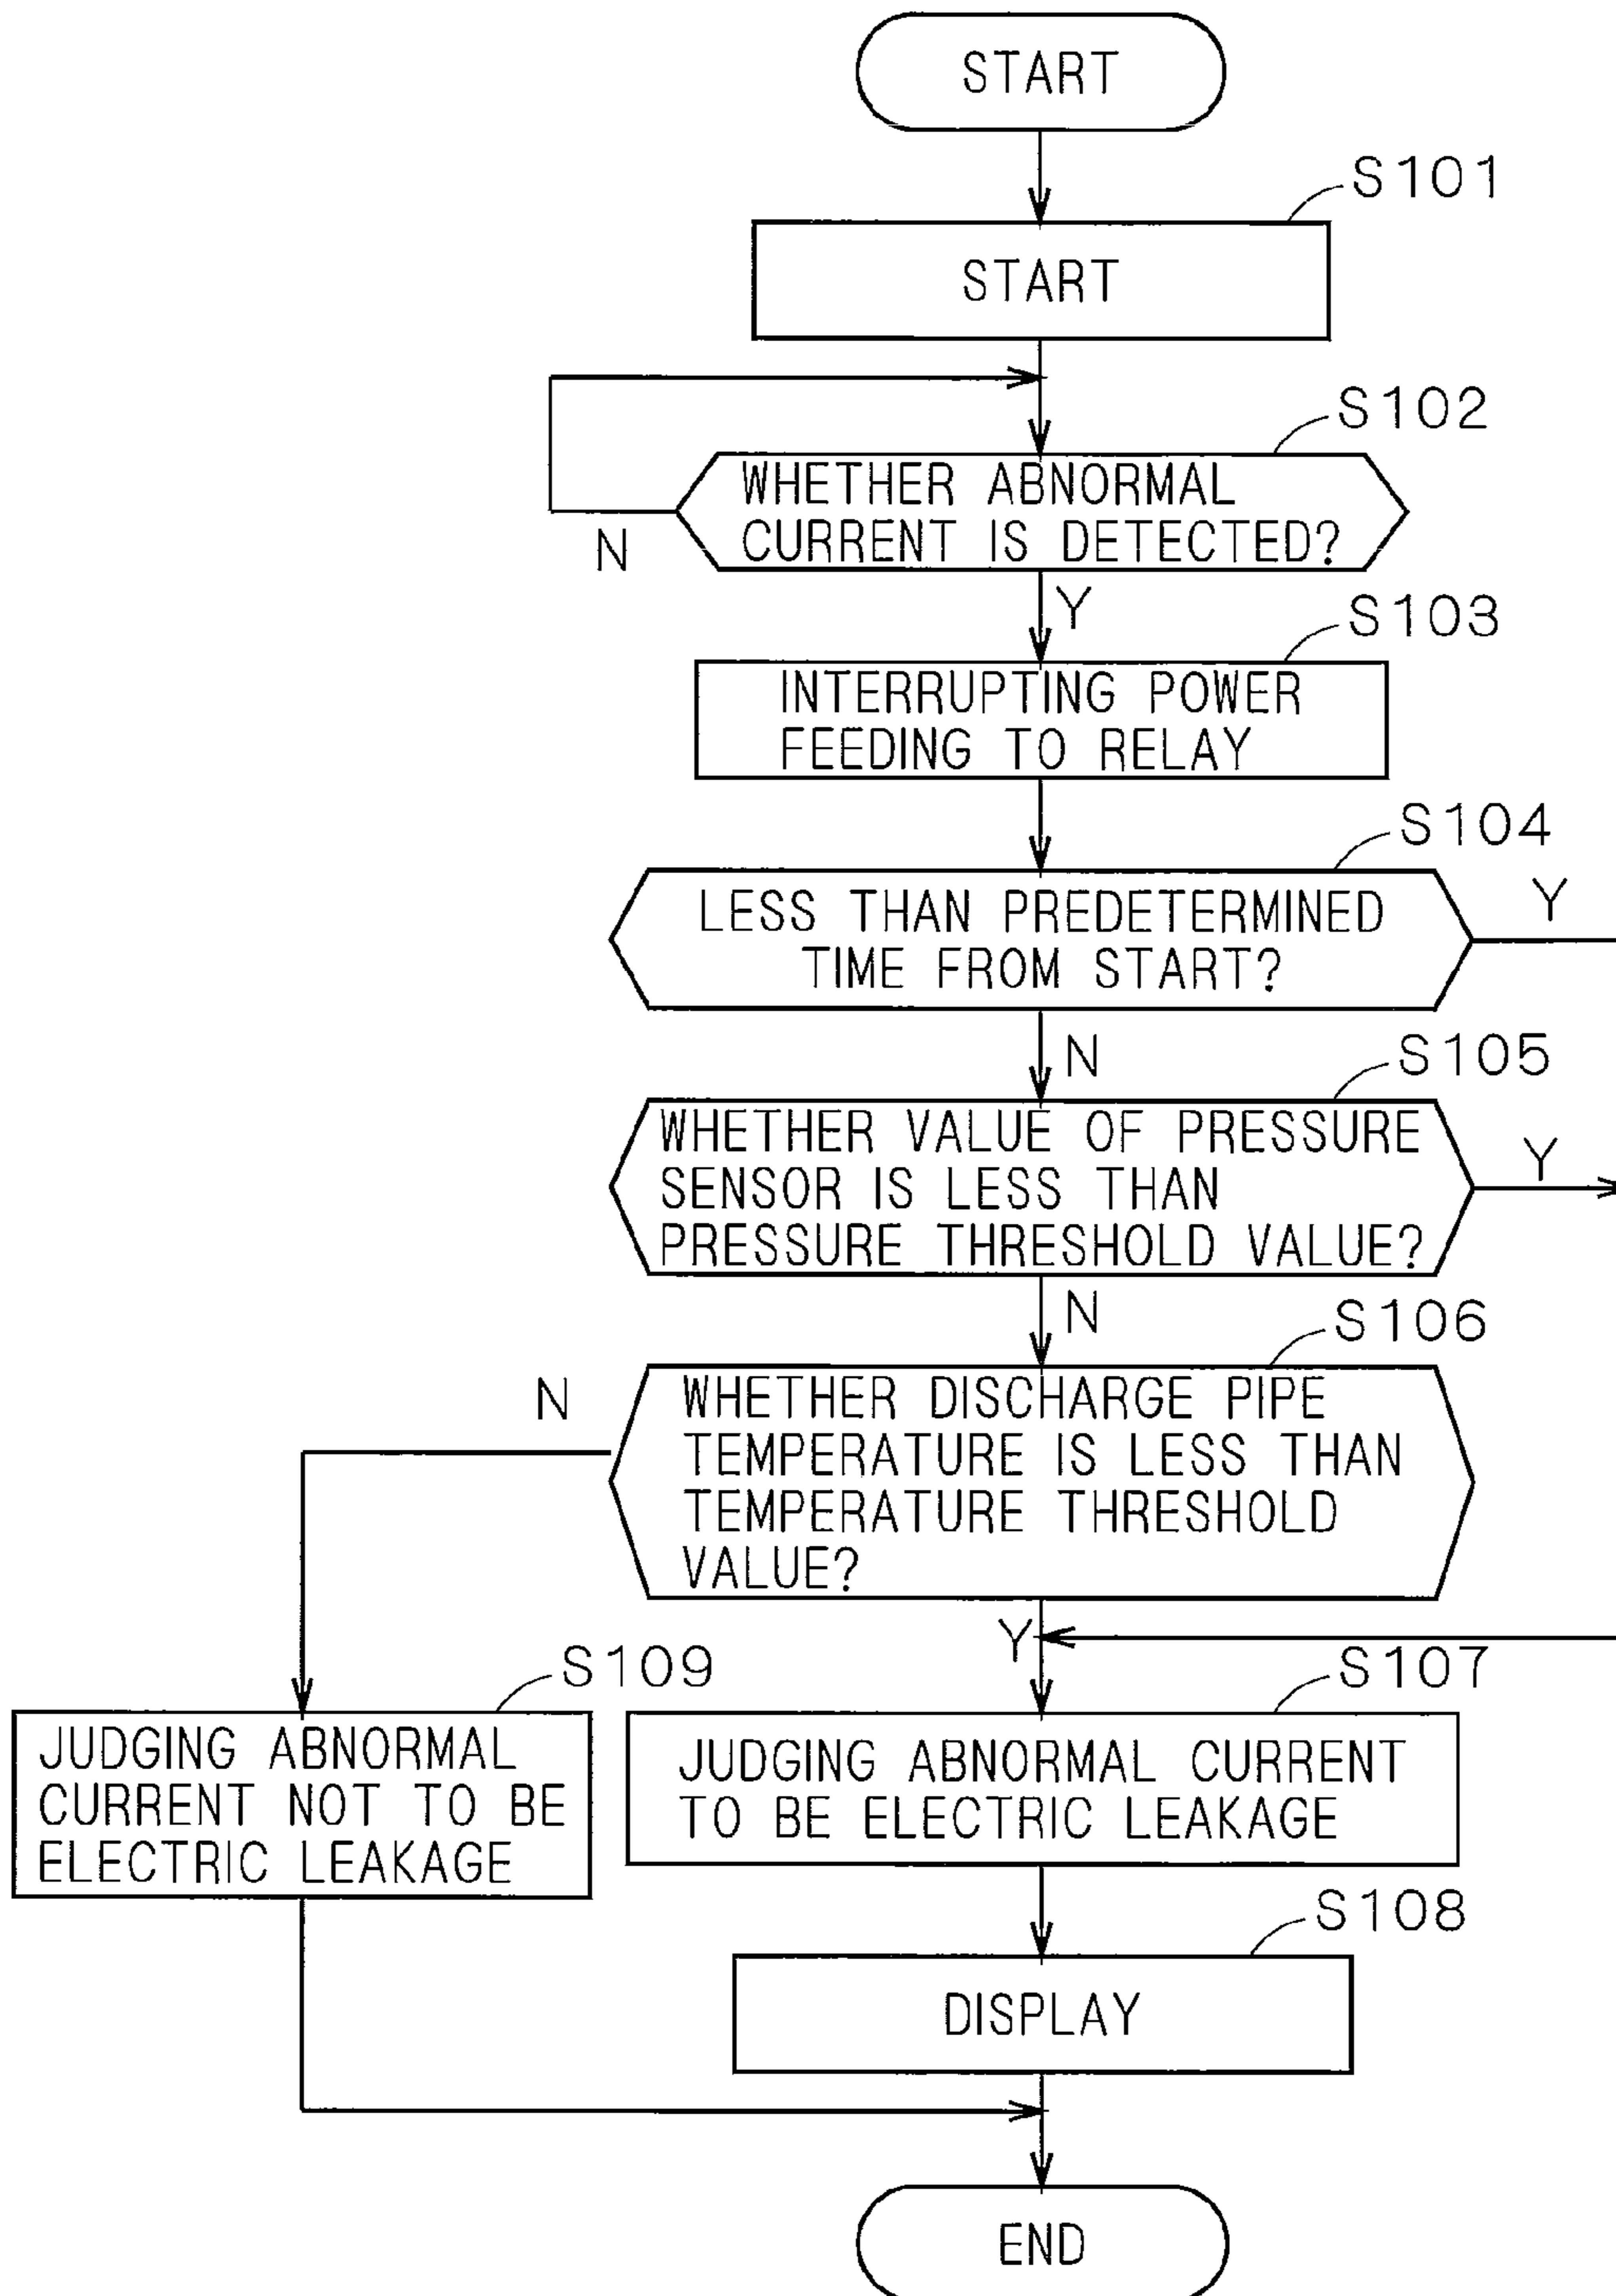 START
S101
START
S102
WHETHER ABNORMAL
CURRENT IS DETECTED?
N
Y
S103
INTERRUPTING POWER
FEEDING TO RELAY
S104
LESS THAN PREDETERMINED
TIME FROM START?
Y
N
S105
WHETHER VALUE OF PRESSURE
SENSOR IS LESS THAN
PRESSURE THRESHOLD VALUE?
Y
N
S106
WHETHER DISCHARGE PIPE
TEMPERATURE IS LESS THAN
TEMPERATURE THRESHOLD
VALUE?
N
Y
S109
JUDGING ABNORMAL
CURRENT NOT TO BE
ELECTRIC LEAKAGE
S107
JUDGING ABNORMAL CURRENT
TO BE ELECTRIC LEAKAGE
S108
DISPLAY
END